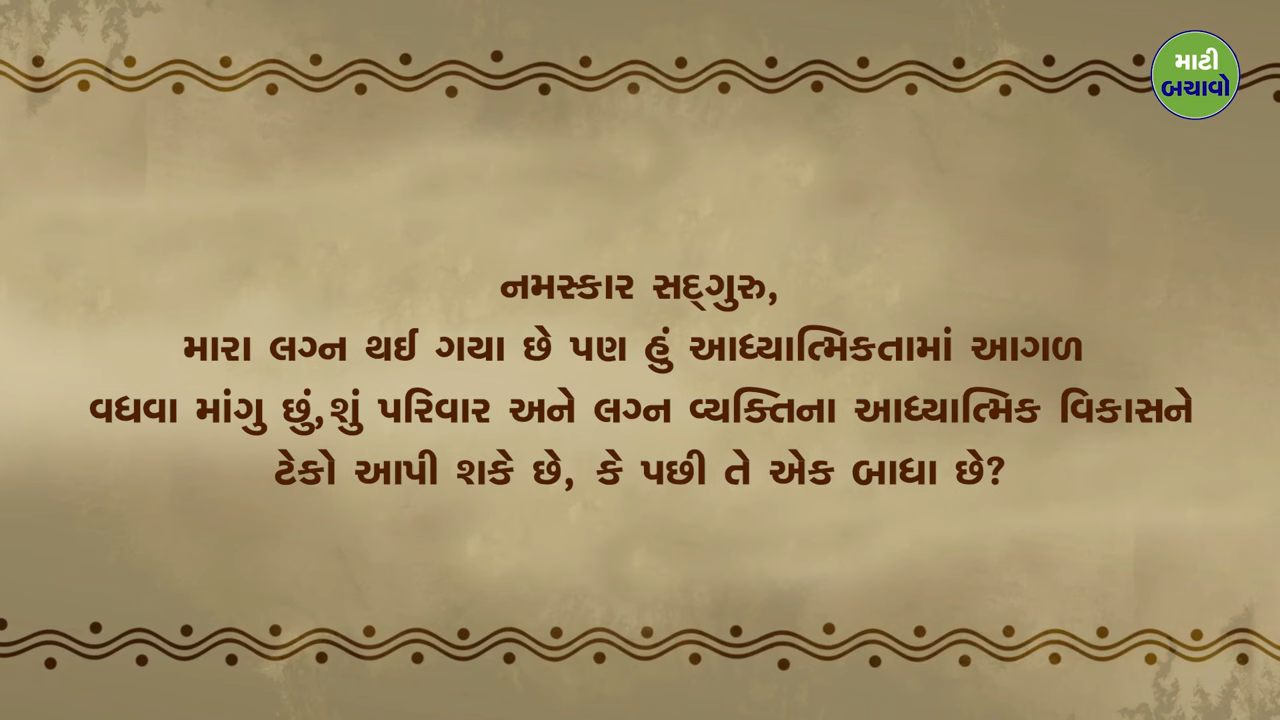 માટી
બચાવો
નમસ્કાર સદ્‌ગુરુ,
મારા લગ્ન થઈ ગયા છે પણ હું આધ્યાત્મિકતામાં આગળ
વધવા માંગુ છું,શું પરિવાર અને લગ્ન વ્યક્તિના આધ્યાત્મિક વિકાસને
ટેકો આપી શકે છે, કે પછી તે એક બાધા છે?